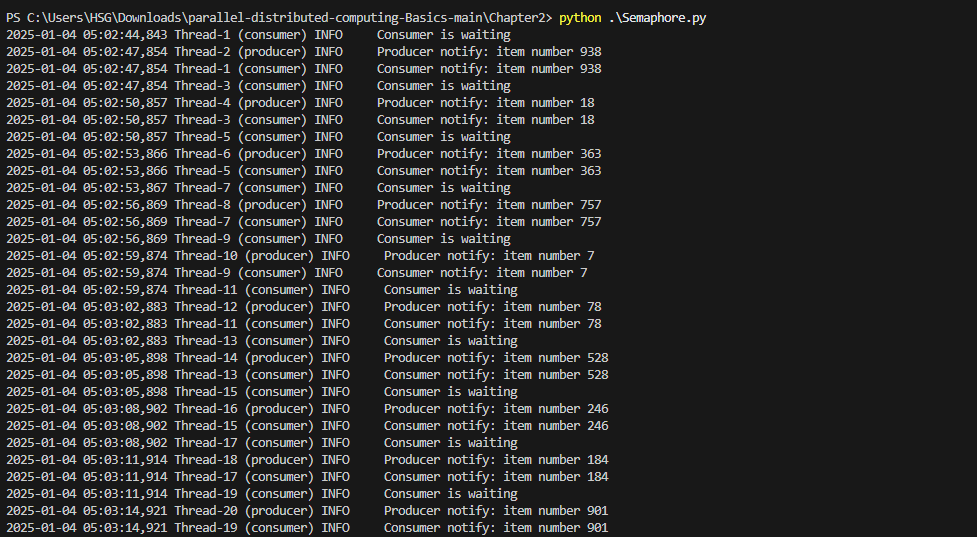 PS C:\Users\HSG\Downloads\parallel-distributed-computing-Basics-main\Chapter2> python .\Semaphore.py
2025-01-04 05:02:44,843 Thread-1 (consumer) INFO     Consumer is waiting
2025-01-04 05:02:47,854 Thread-2 (producer) INFO     Producer notify: item number 938
2025-01-04 05:02:47,854 Thread-1 (consumer) INFO     Consumer notify: item number 938
2025-01-04 05:02:47,854 Thread-3 (consumer) INFO     Consumer is waiting
2025-01-04 05:02:50,857 Thread-4 (producer) INFO     Producer notify: item number 18
2025-01-04 05:02:50,857 Thread-3 (consumer) INFO     Consumer notify: item number 18
2025-01-04 05:02:50,857 Thread-5 (consumer) INFO     Consumer is waiting
2025-01-04 05:02:53,866 Thread-6 (producer) INFO     Producer notify: item number 363
2025-01-04 05:02:53,866 Thread-5 (consumer) INFO     Consumer notify: item number 363
2025-01-04 05:02:53,867 Thread-7 (consumer) INFO     Consumer is waiting
2025-01-04 05:02:56,869 Thread-8 (producer) INFO     Producer notify: item number 757
2025-01-04 05:02:56,869 Thread-7 (consumer) INFO     Consumer notify: item number 757
2025-01-04 05:02:56,869 Thread-9 (consumer) INFO     Consumer is waiting
2025-01-04 05:02:59,874 Thread-10 (producer) INFO     Producer notify: item number 7
2025-01-04 05:02:59,874 Thread-9 (consumer) INFO     Consumer notify: item number 7
2025-01-04 05:02:59,874 Thread-11 (consumer) INFO     Consumer is waiting
2025-01-04 05:03:02,883 Thread-12 (producer) INFO     Producer notify: item number 78
2025-01-04 05:03:02,883 Thread-11 (consumer) INFO     Consumer notify: item number 78
2025-01-04 05:03:02,883 Thread-13 (consumer) INFO     Consumer is waiting
2025-01-04 05:03:05,898 Thread-14 (producer) INFO     Producer notify: item number 528
2025-01-04 05:03:05,898 Thread-13 (consumer) INFO     Consumer notify: item number 528
2025-01-04 05:03:05,898 Thread-15 (consumer) INFO     Consumer is waiting
2025-01-04 05:03:08,902 Thread-16 (producer) INFO     Producer notify: item number 246
2025-01-04 05:03:08,902 Thread-15 (consumer) INFO     Consumer notify: item number 246
2025-01-04 05:03:08,902 Thread-17 (consumer) INFO     Consumer is waiting
2025-01-04 05:03:11,914 Thread-18 (producer) INFO     Producer notify: item number 184
2025-01-04 05:03:11,914 Thread-17 (consumer) INFO     Consumer notify: item number 184
2025-01-04 05:03:11,914 Thread-19 (consumer) INFO     Consumer is waiting
2025-01-04 05:03:14,921 Thread-20 (producer) INFO     Producer notify: item number 901
2025-01-04 05:03:14,921 Thread-19 (consumer) INFO     Consumer notify: item number 901